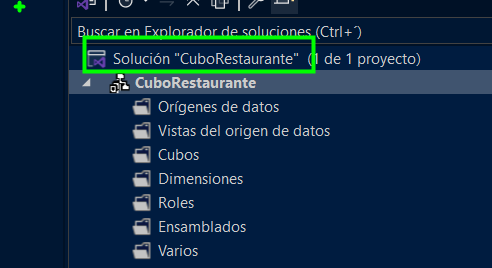 Buscar en Explorador de soluciones (Ctrl+´)
Solución "CuboRestaurante" (1 de 1 proyecto)
CuboRestaurante
Orígenes de datos
Vistas del origen de datos
Cubos
Dimensiones
Roles
Ensamblados
Varios